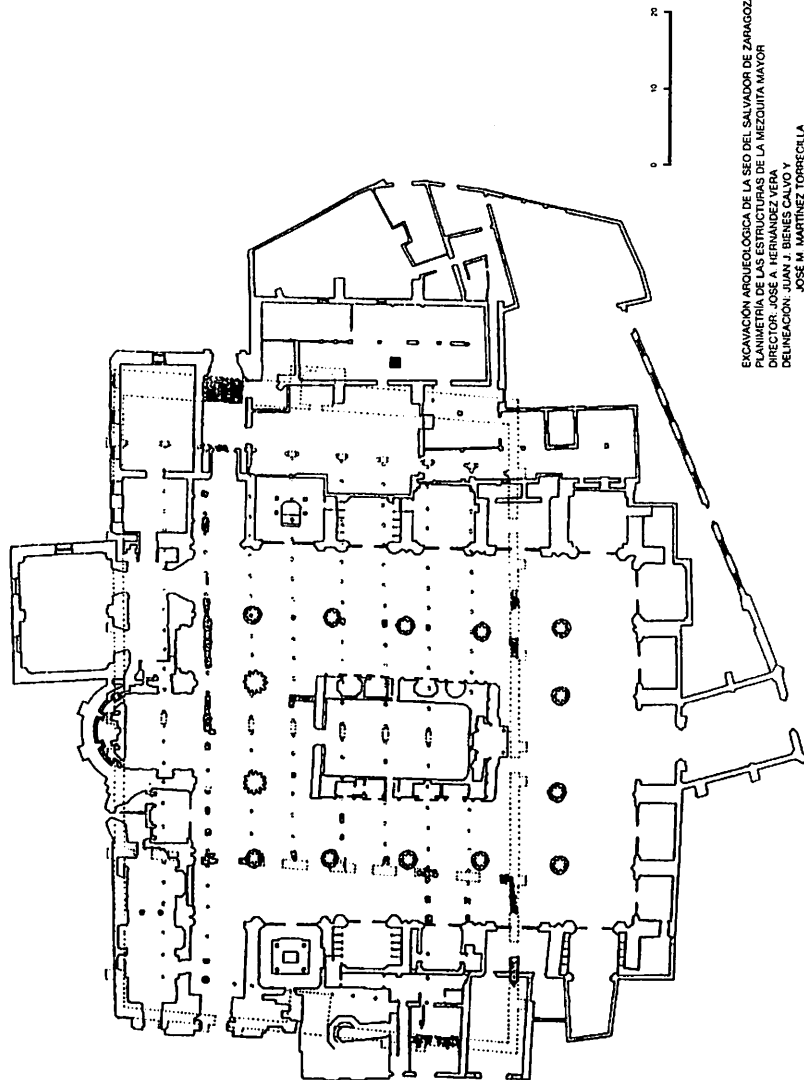 0 10 20
EXCAVACIÓN ARQUEOLÓGICA DE LA SEO DEL SALVADOR DE ZARAGOZ
PLANIMETRÍA DE LAS ESTRUCTURAS DE LA MEZQUITA MAYOR
DIRECTOR: JOSÉ A. HERNÁNDEZ VERA
DELINEACIÓN: JUAN J. BIENES CALVO Y
JOSÉ M. MARTÍNEZ TORRECILLA